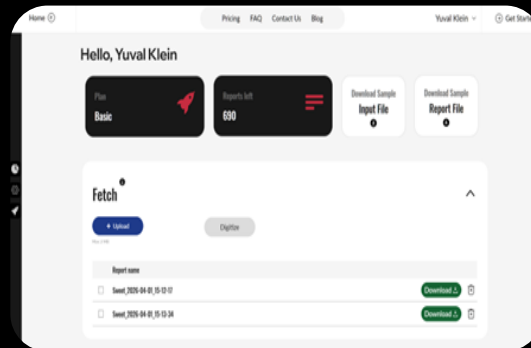 Home
Pricing FAQ Contact Us Blog
Yuval Klein
Get Starte
Hello, Yuval Klein
Plan
Basic
Reports left
690
Download Sample
Input File
Download Sample
Report File
Fetch
+ Upload
Digitize
Report name
Sweet_2026-04-01_15-12-17
Download
Sweet_2026-04-01_15-13-34
Download